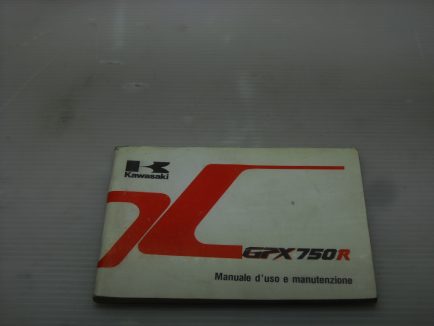 Kawasaki
GPX750R
Manuale d'uso e manutenzione